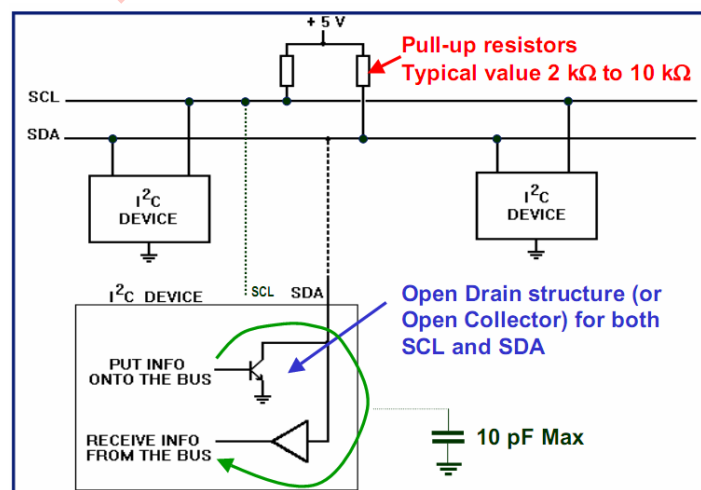 + 5 V
Pull-up resistors
Typical value 2 kΩ to 10 kΩ
SCL
SDA
I²C
DEVICE
I²C
DEVICE
I²C DEVICE
SCL
SDA
Open Drain structure (or
Open Collector) for both
SCL and SDA
PUT INFO
ONTO THE BUS
10 pF Max
RECEIVE INFO
FROM THE BUS